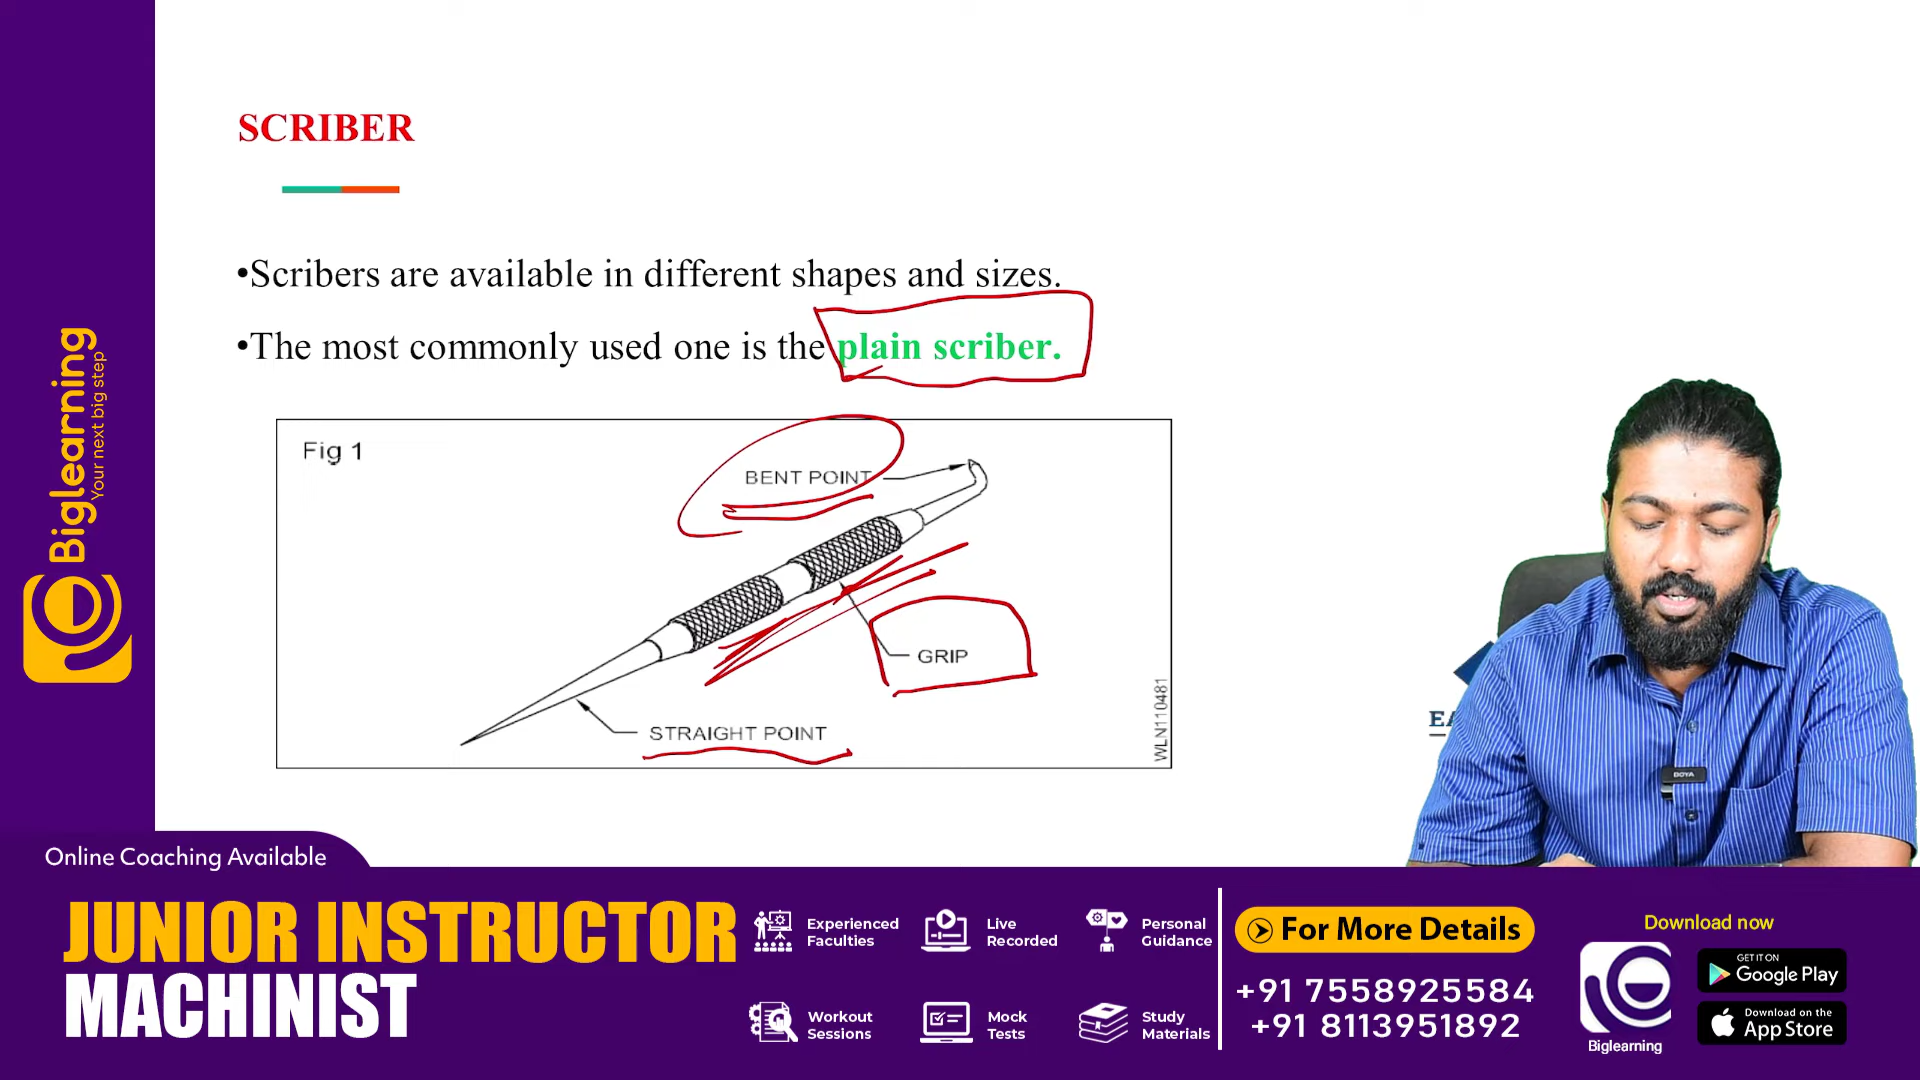 SCRIBER
•Scribers are available in different shapes and sizes.
•The most commonly used one is the plain scriber.
Fig 1
BENT POINT
GRIP
STRAIGHT POINT
WLN110481
Biglearning
Your next big step
EA
BOYA
Online Coaching Available
JUNIOR INSTRUCTOR
MACHINIST
Experienced
Faculties
Live
Recorded
Personal
Guidance
Workout
Sessions
Mock
Tests
Study
Materials
For More Details
+91 7558925584
+91 8113951892
Download now
Biglearning
GET IT ON
Google Play
Download on the
App Store